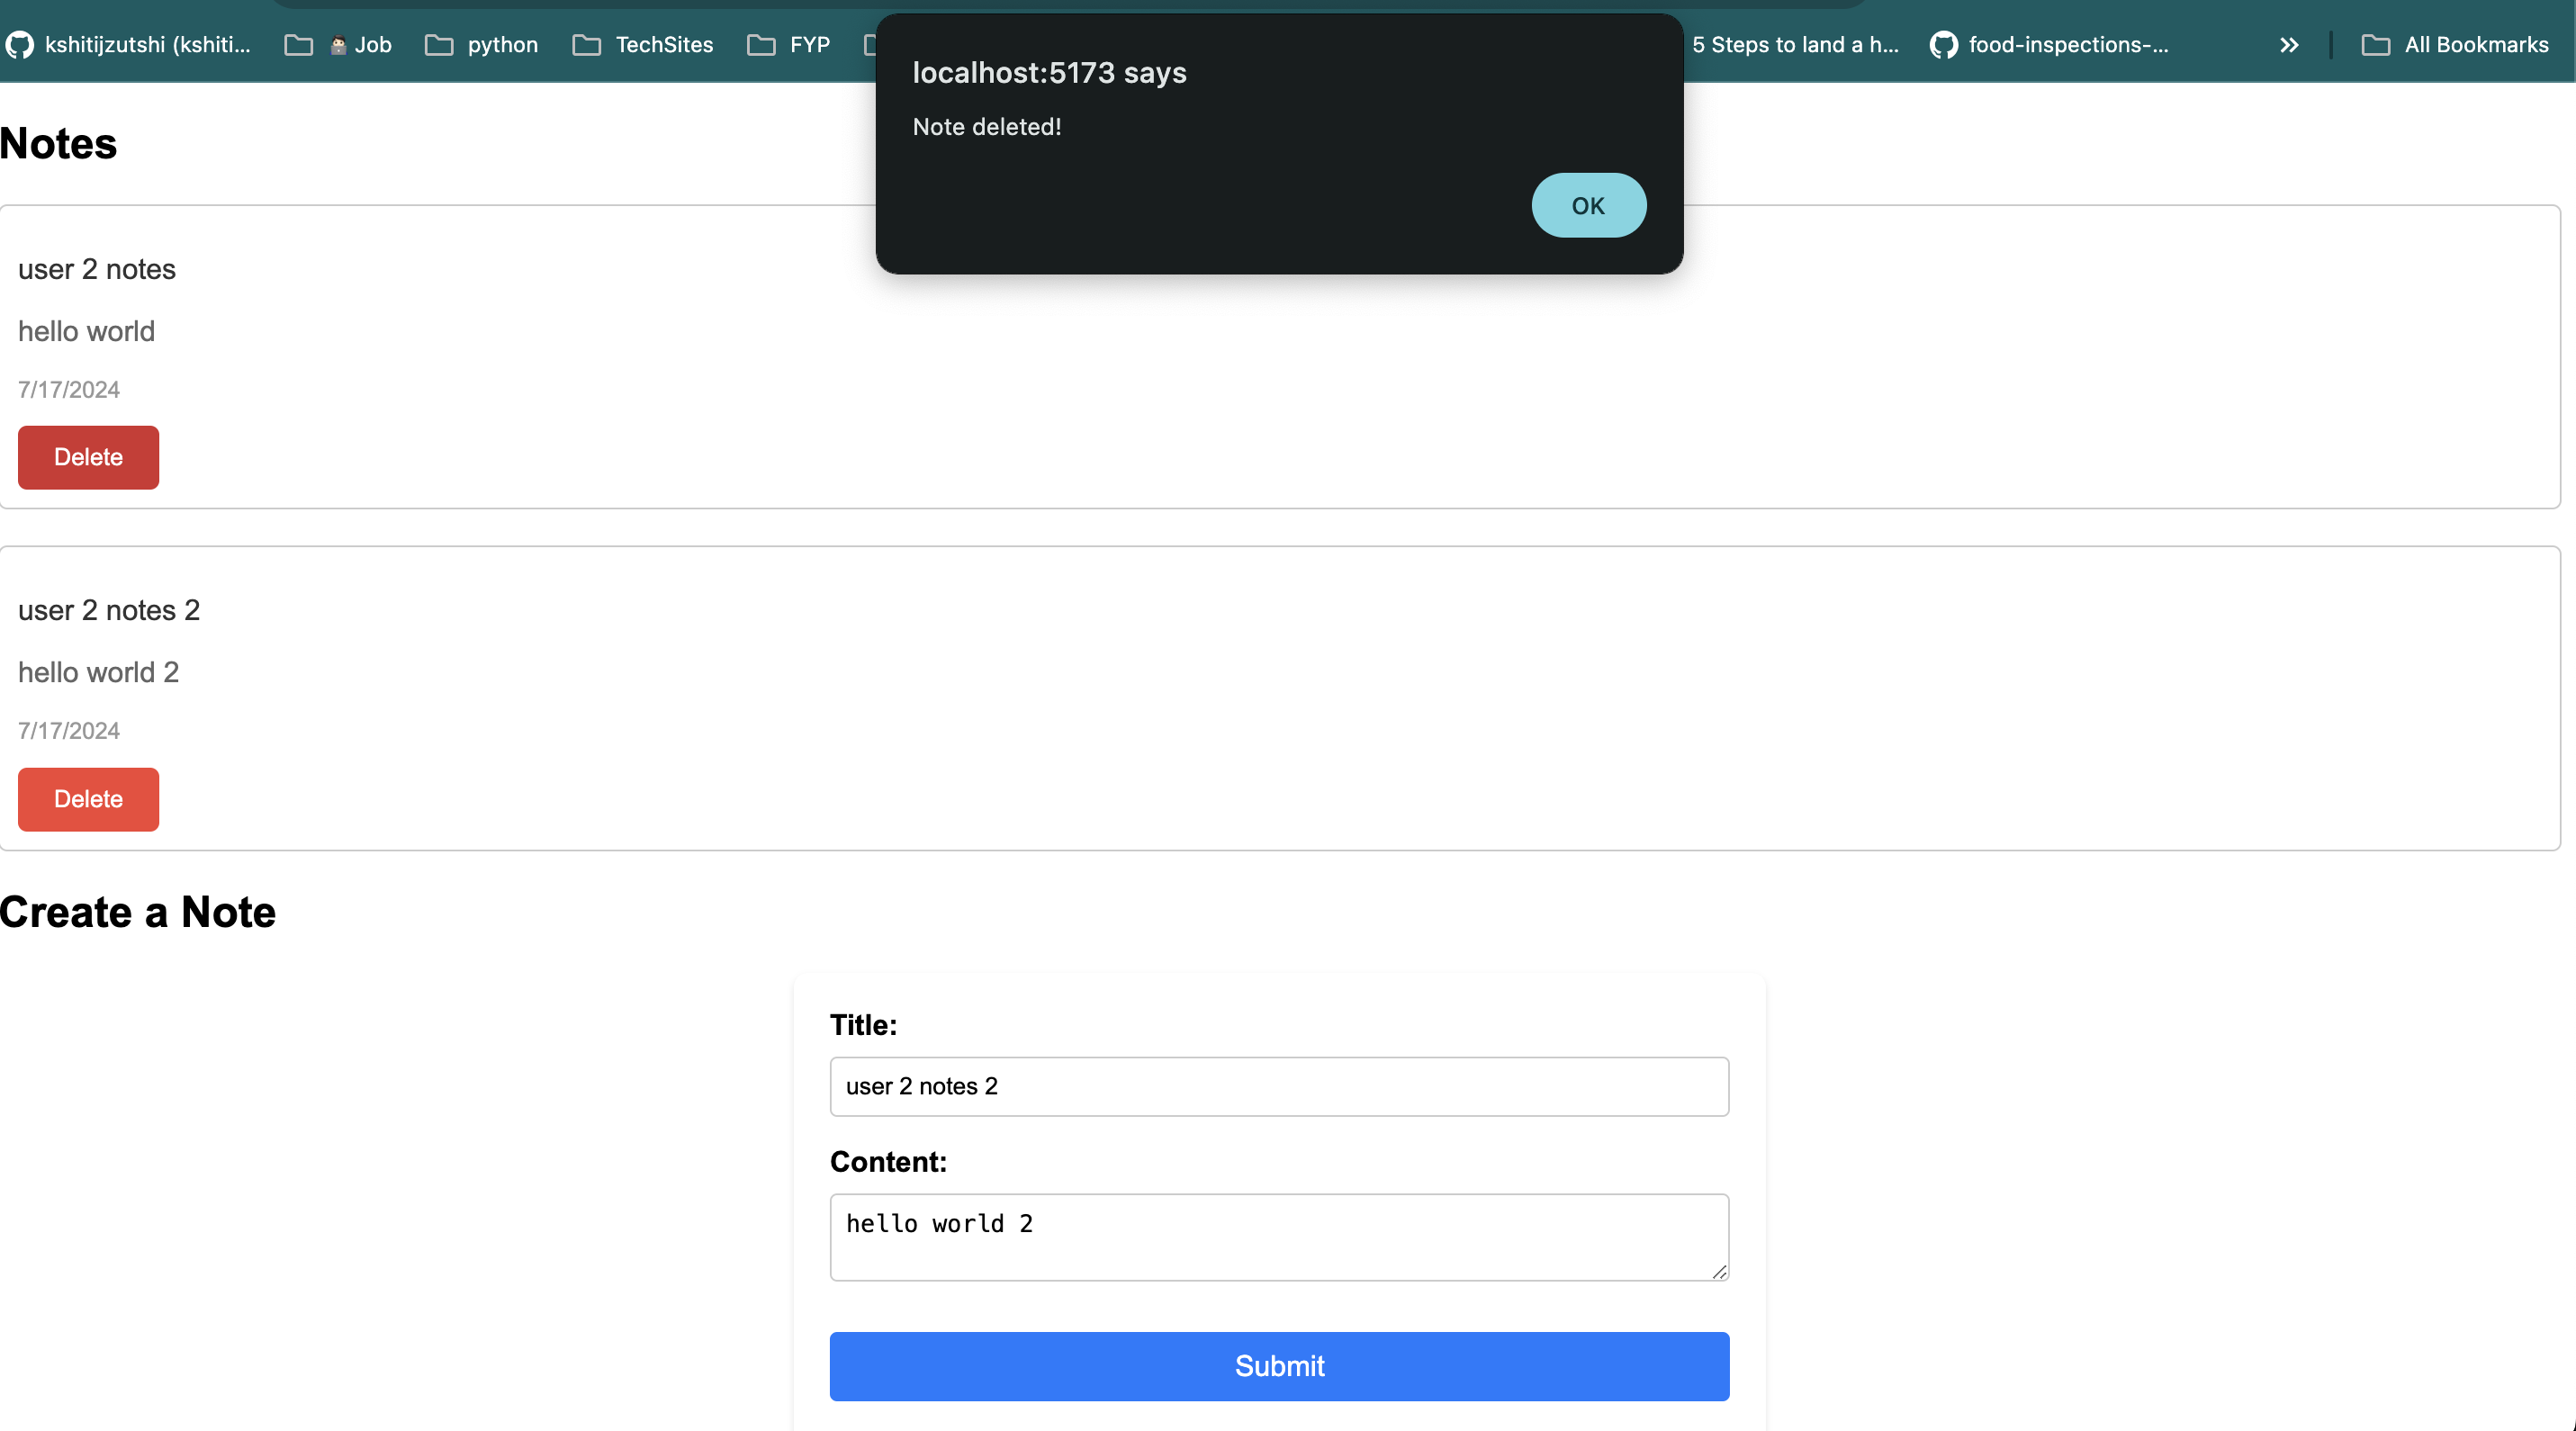 kshitijzutshi (kshiti... Job python TechSites FYP 5 Steps to land a h... food-inspections-... All Bookmarks
localhost:5173 says
Note deleted!
OK
Notes
user 2 notes
hello world
7/17/2024
Delete
user 2 notes 2
hello world 2
7/17/2024
Delete
Create a Note
Title:
user 2 notes 2
Content:
hello world 2
Submit